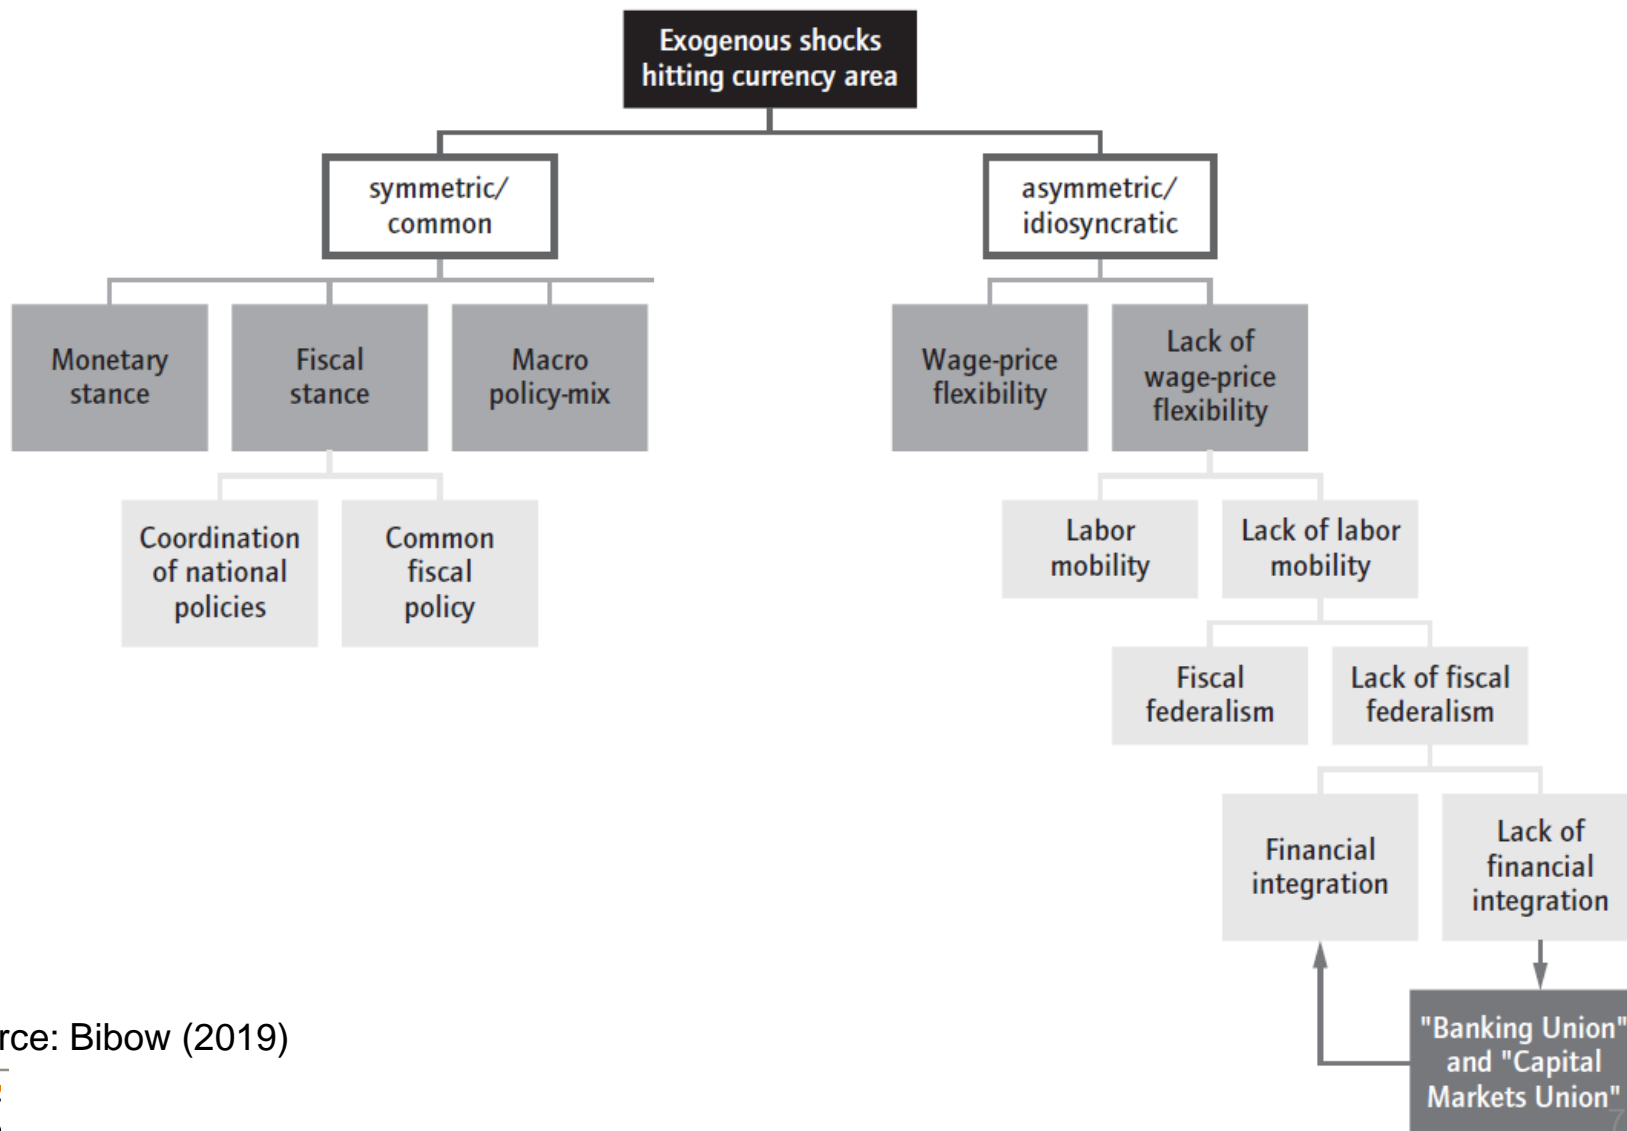 Exogenous shocks
hitting currency area
symmetric/
common
asymmetric/
idiosyncratic
Monetary
stance
Fiscal
stance
Macro
policy-mix
Wage-price
flexibility
Lack of
wage-price
flexibility
Coordination
of national
policies
Common
fiscal
policy
Labor
mobility
Lack of labor
mobility
Fiscal
federalism
Lack of fiscal
federalism
Financial
integration
Lack of
financial
integration
"Banking Union"
and "Capital
Markets Union"
rce: Bibow (2019)
7